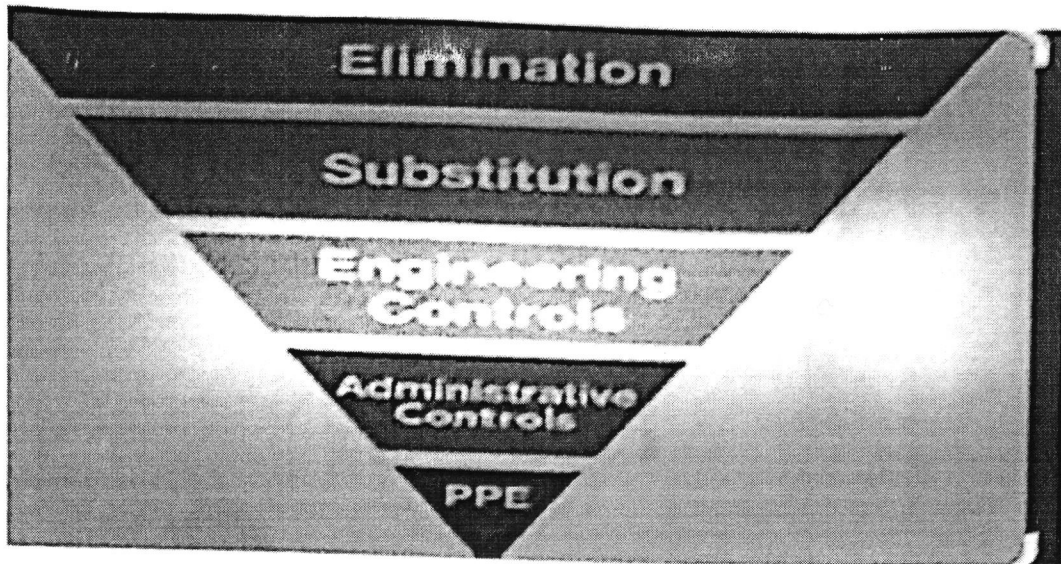 Elimination
Substitution
Engineering
Controls
Administrative
Controls
PPE